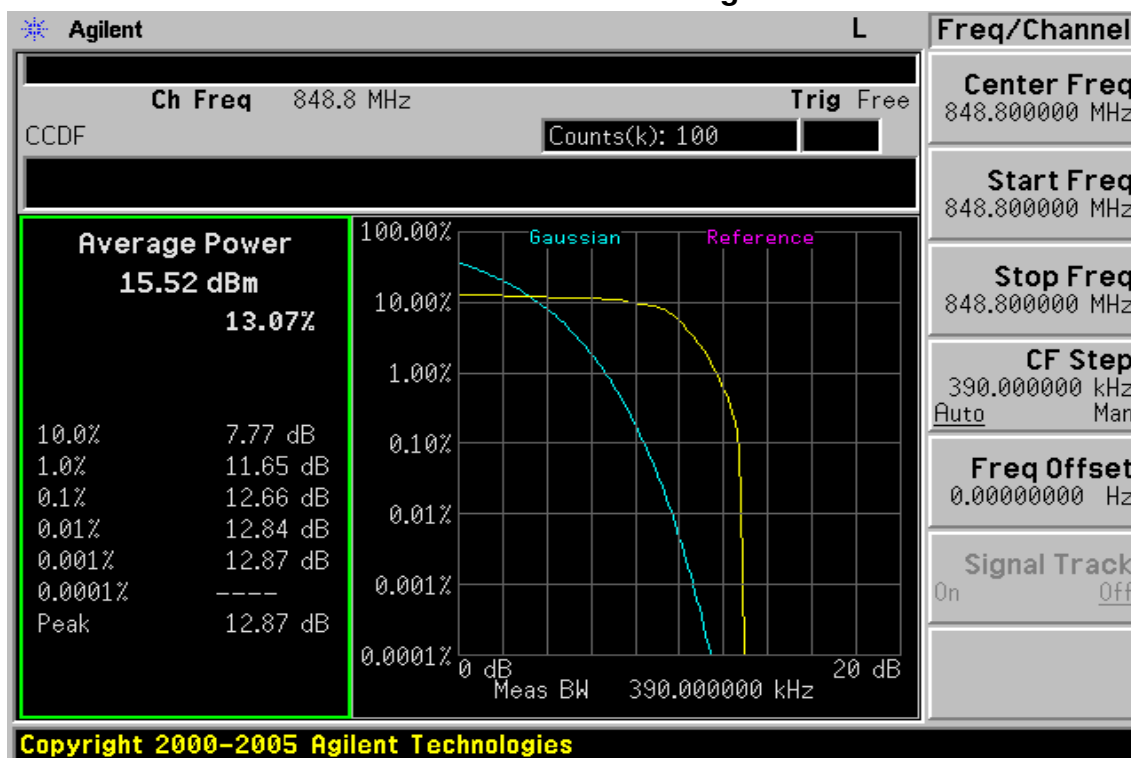 Agilent L Freq/Channel
Ch Freq 848.8 MHz Trig Free
CCDF Counts(k): 100
Average Power
15.52 dBm
13.07%
10.0% 7.77 dB
1.0% 11.65 dB
0.1% 12.66 dB
0.01% 12.84 dB
0.001% 12.87 dB
0.0001% ----
Peak 12.87 dB
Gaussian Reference
100.00%
10.00%
1.00%
0.10%
0.01%
0.001%
0.0001%
0 dB 20 dB
Meas BW 390.000000 kHz
Center Freq
848.800000 MHz
Start Freq
848.800000 MHz
Stop Freq
848.800000 MHz
CF Step
390.000000 kHz
Auto Man
Freq Offset
0.00000000 Hz
Signal Track
On Off
Copyright 2000-2005 Agilent Technologies